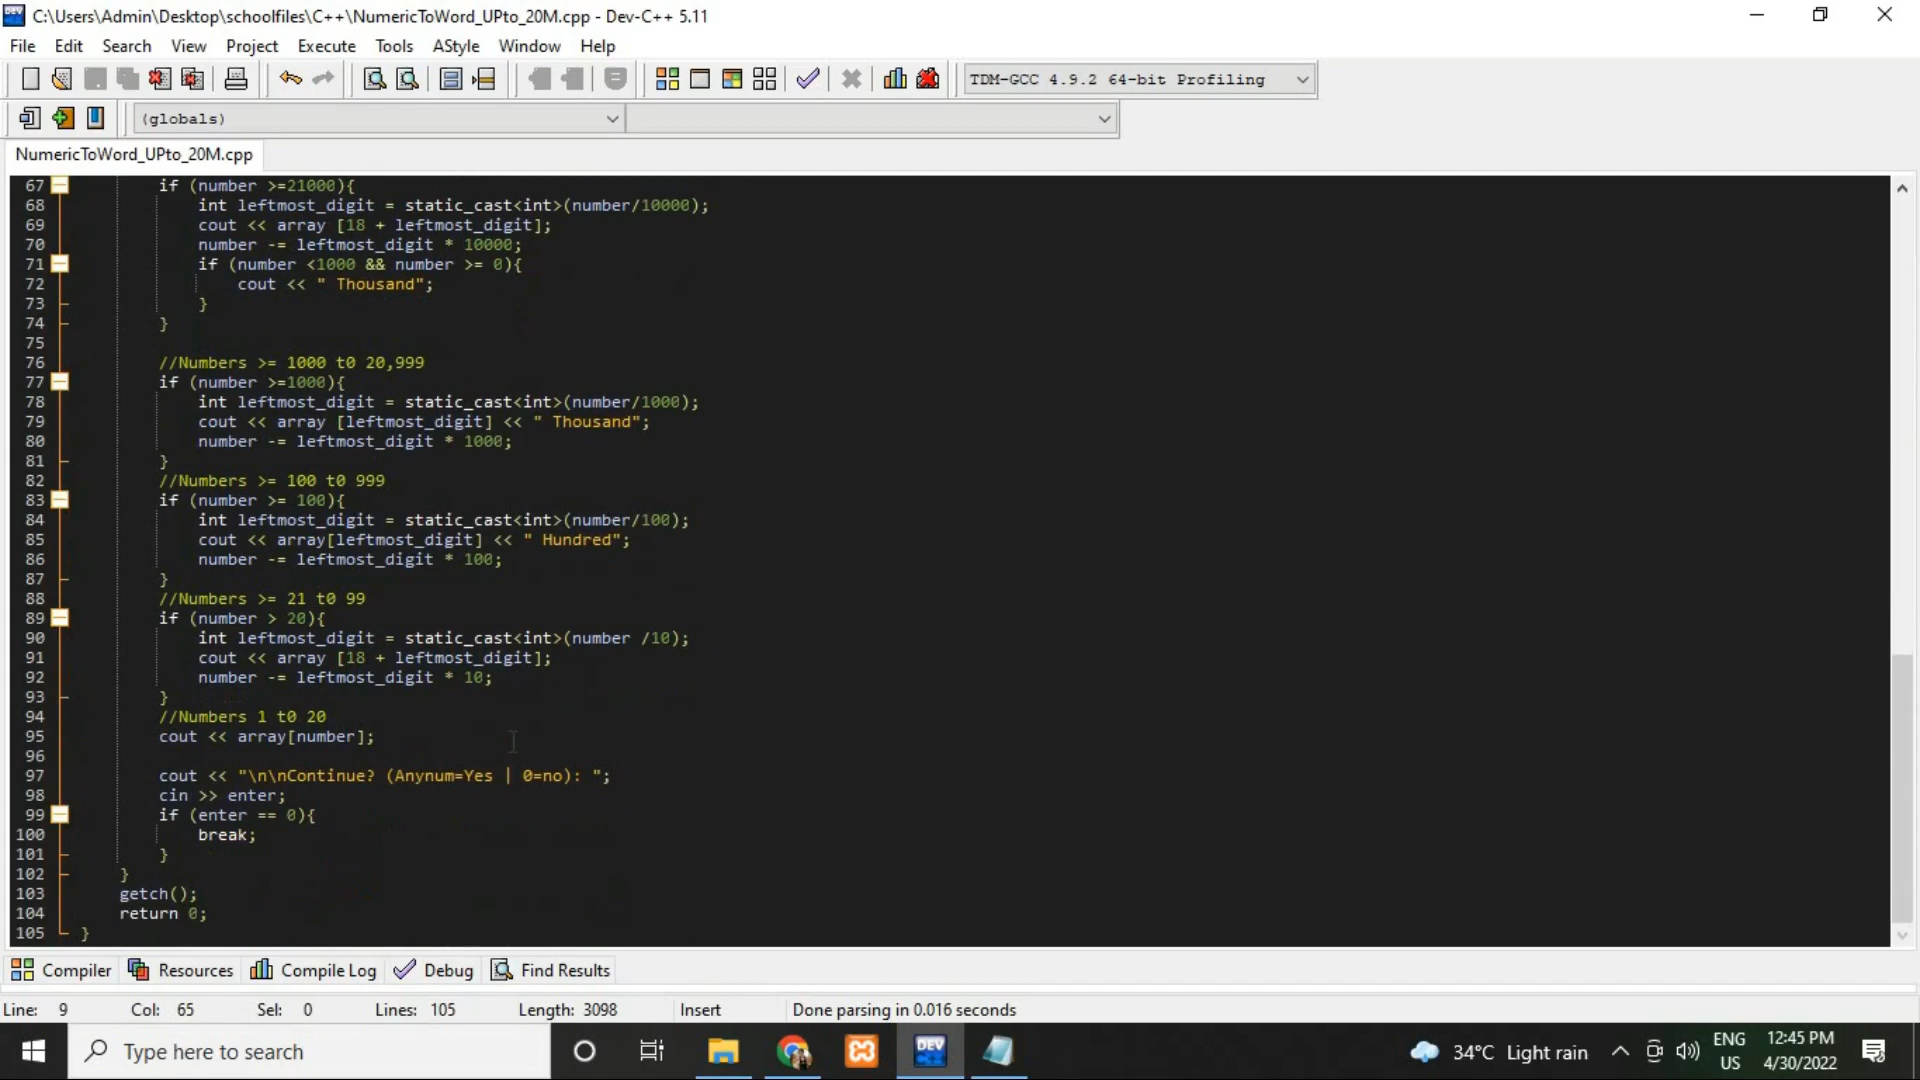 C:\Users\Admin\Desktop\schoolfiles\C++\NumericToWord_UPto_20M.cpp - Dev-C++ 5.11
File Edit Search View Project Execute Tools AStyle Window Help
TDM-GCC 4.9.2 64-bit Profiling
(globals)
NumericToWord_UPto_20M.cpp
67 if (number >=21000){
68 int leftmost_digit = static_cast<int>(number/10000);
69 cout << array [18 + leftmost_digit];
70 number -= leftmost_digit * 10000;
71 if (number <1000 && number >= 0){
72 cout << " Thousand";
73 }
74 }
75
76 //Numbers >= 1000 t0 20,999
77 if (number >=1000){
78 int leftmost_digit = static_cast<int>(number/1000);
79 cout << array [leftmost_digit] << " Thousand";
80 number -= leftmost_digit * 1000;
81 }
82 //Numbers >= 100 t0 999
83 if (number >= 100){
84 int leftmost_digit = static_cast<int>(number/100);
85 cout << array[leftmost_digit] << " Hundred";
86 number -= leftmost_digit * 100;
87 }
88 //Numbers >= 21 t0 99
89 if (number > 20){
90 int leftmost_digit = static_cast<int>(number /10);
91 cout << array [18 + leftmost_digit];
92 number -= leftmost_digit * 10;
93 }
94 //Numbers 1 t0 20
95 cout << array[number];
96
97 cout << "\n\nContinue? (Anynum=Yes | 0=no): ";
98 cin >> enter;
99 if (enter == 0){
100 break;
101 }
102 }
103 getch();
104 return 0;
105 }
Compiler Resources Compile Log Debug Find Results
Line: 9 Col: 65 Sel: 0 Lines: 105 Length: 3098 Insert Done parsing in 0.016 seconds
Type here to search
DEV
34°C Light rain
ENG
US
12:45 PM
4/30/2022